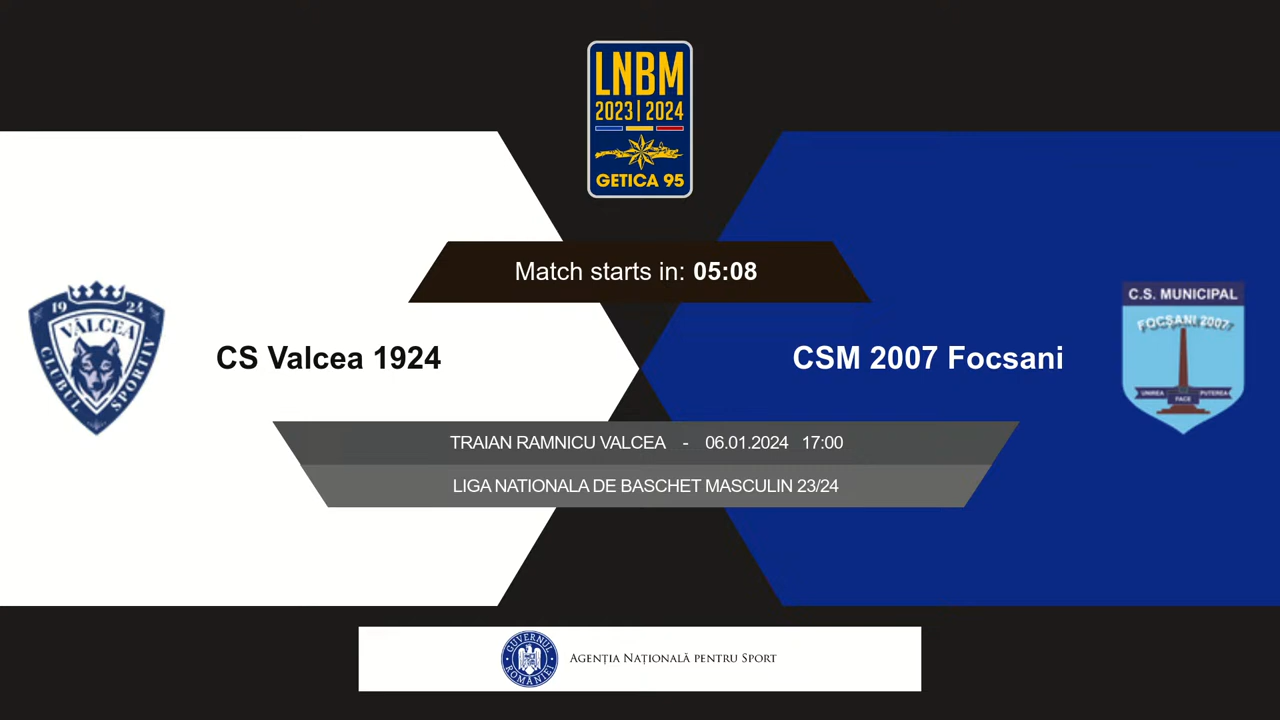 LNBM
2023|2024
GETICA 95
Match starts in: 05:08
19 24
VÂLCEA
CLUBUL SPORTIV
CS Valcea 1924
CSM 2007 Focsani
C.S. MUNICIPAL
FOCȘANI 2007
UNIREA FACE PUTEREA
TRAIAN RAMNICU VALCEA - 06.01.2024 17:00
LIGA NATIONALA DE BASCHET MASCULIN 23/24
GUVERNUL ROMÂNIEI
Agenția Națională pentru Sport